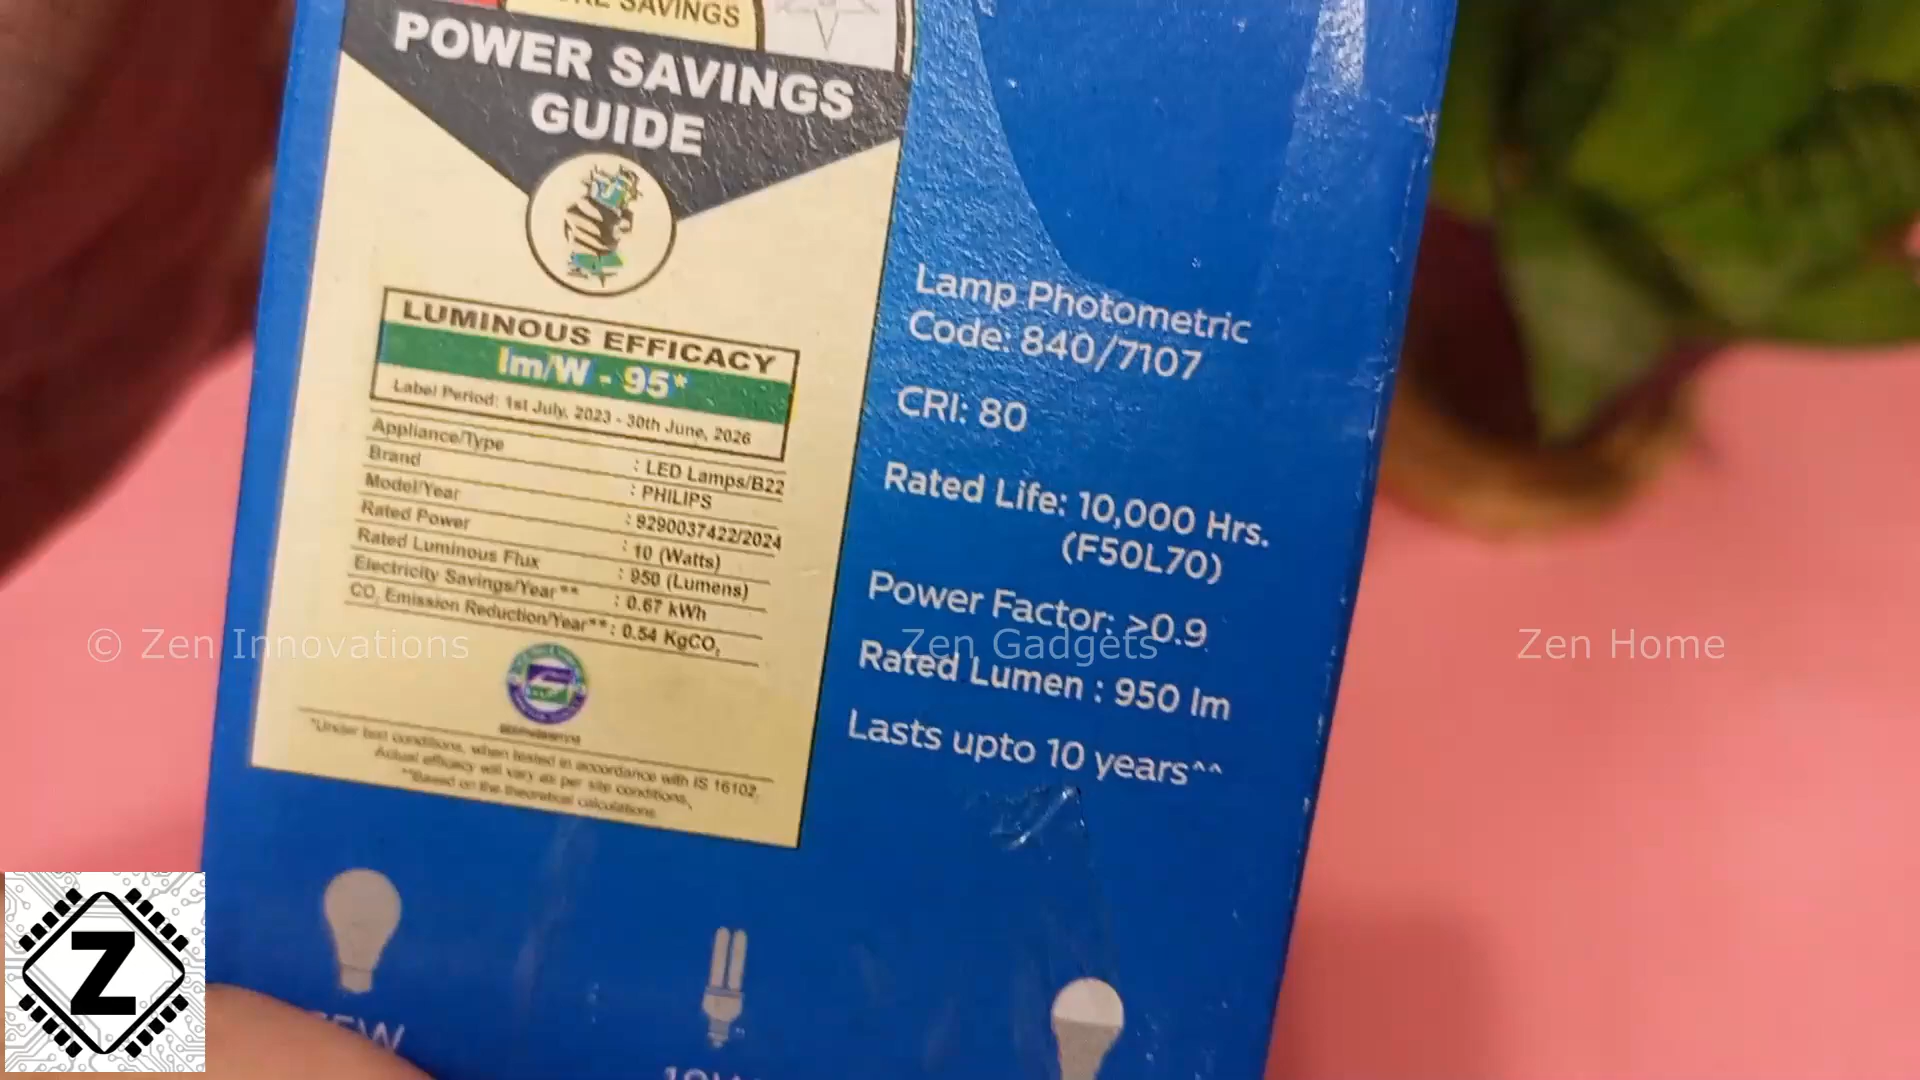 SAVINGS
POWER SAVINGS
GUIDE
LUMINOUS EFFICACY
lm/W - 95*
Label Period: 1st July, 2023 - 30th June, 2026
Appliance/Type : LED Lamps/B22
Brand : PHILIPS
Model/Year : 9290037422/2024
Rated Power : 10 (Watts)
Rated Luminous Flux : 950 (Lumens)
Electricity Savings/Year** : 0.67 kWh
CO₂ Emission Reduction/Year** : 0.54 KgCO₂
*Under test conditions, when tested in accordance with IS 16102,
Actual efficacy will vary as per site conditions,
**Based on the theoretical calculations
Lamp Photometric
Code: 840/7107
CRI: 80
Rated Life: 10,000 Hrs.
(F50L70)
Power Factor: >0.9
Rated Lumen : 950 lm
Lasts upto 10 years^^
© Zen Innovations
Zen Gadgets
Zen Home
Z